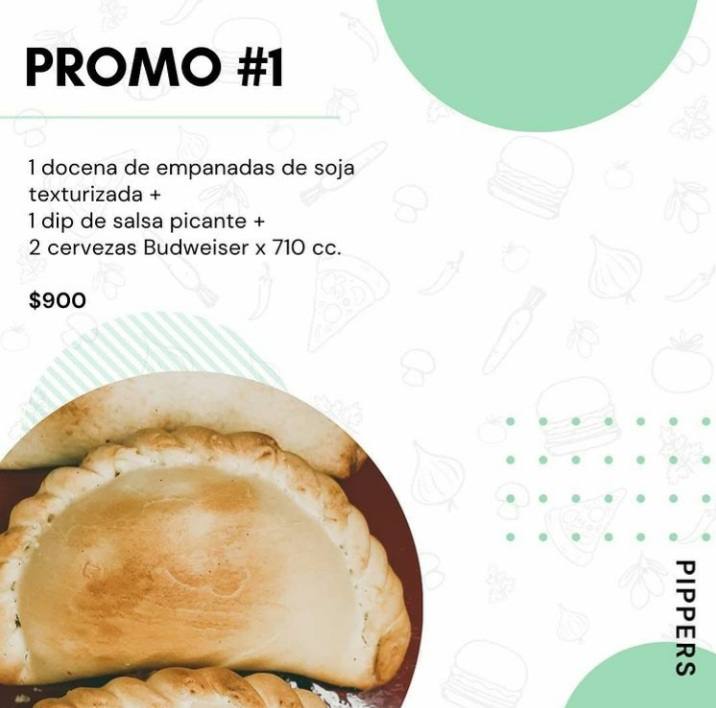 PROMO #1
1 docena de empanadas de soja
texturizada +
1 dip de salsa picante +
2 cervezas Budweiser x 710 cc.
$900
PIPPERS